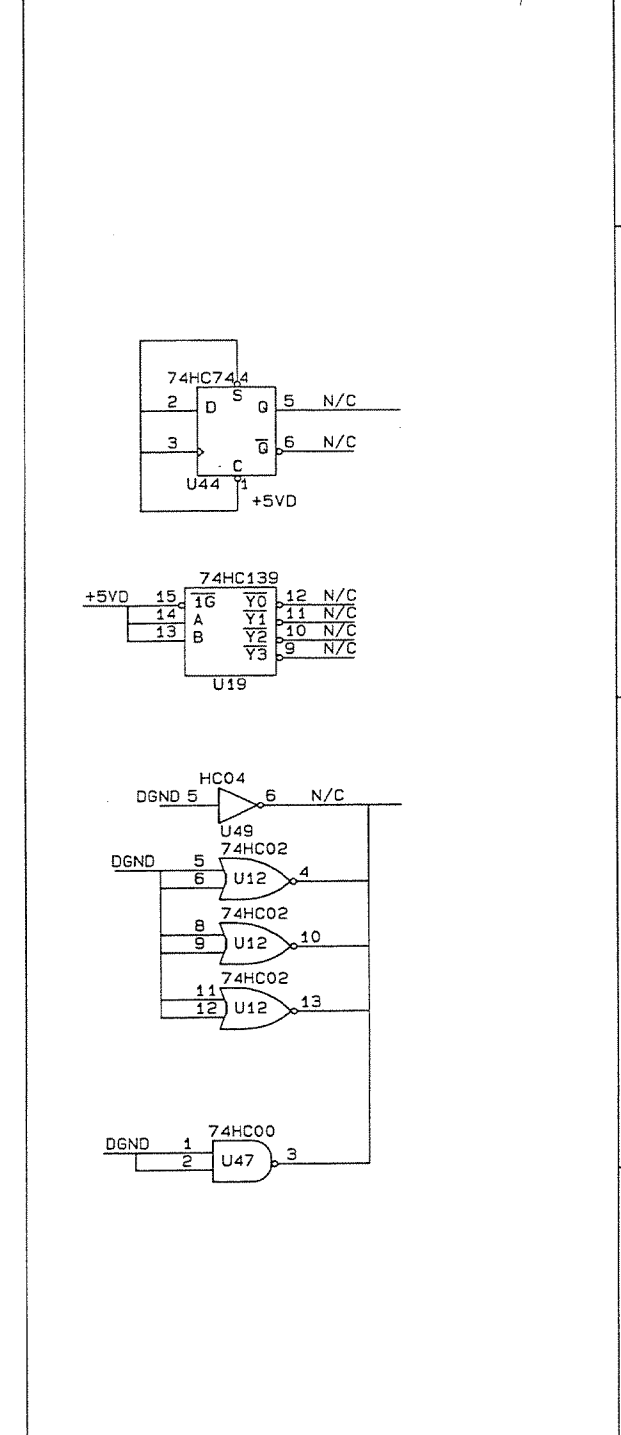 74HC74 4
S
2 D Q 5 N/C
3 Q 6 N/C
C
U44 1
+5VD
74HC139
+5VD 15 1G Y0 12 N/C
14 A Y1 11 N/C
13 B Y2 10 N/C
Y3 9 N/C
U19
HC04
DGND 5 6 N/C
U49
74HC02
DGND 5
6 U12 4
74HC02
8
9 U12 10
74HC02
11
12 U12 13
74HC00
DGND 1
2 U47 3